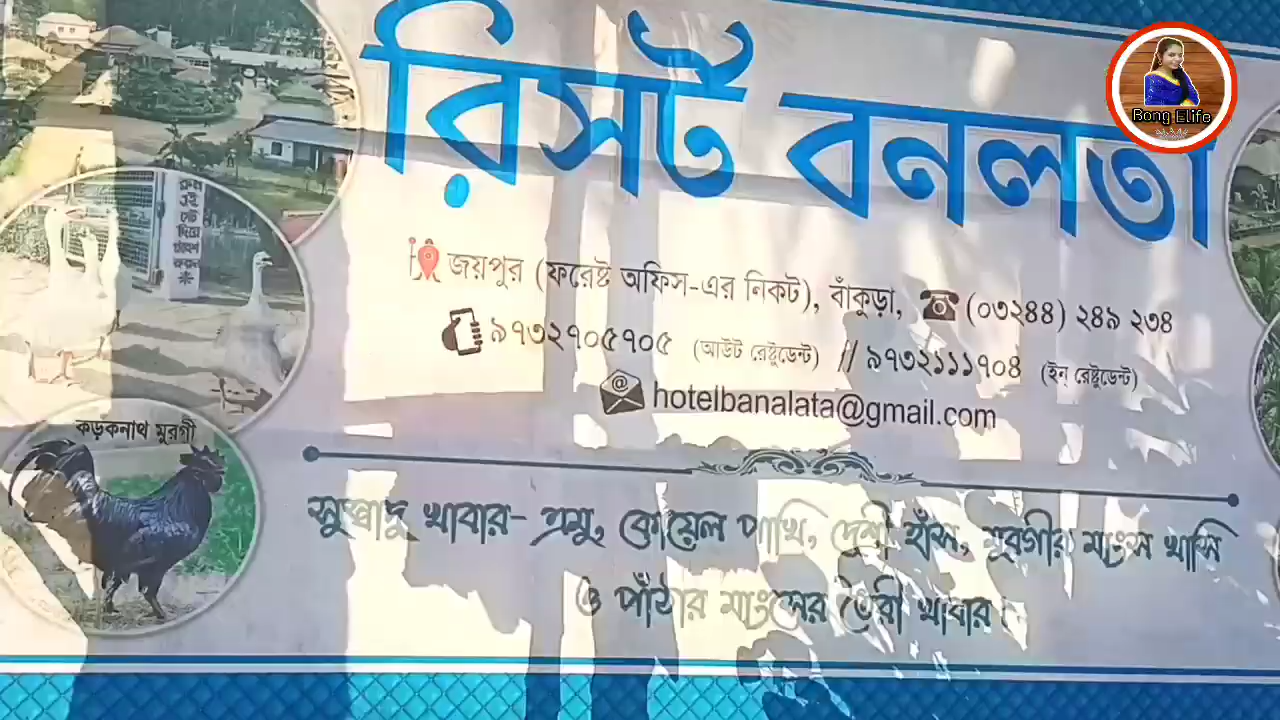 রিসর্ট বনলতা
Bong Elife
জয়পুর (ফরেষ্ট অফিস-এর নিকট), বাঁকুড়া, (০৩২৪৪) ২৪৯ ২৩৪
৯৭৩২৭০৫৭০৫ (আউট রেষ্টুডেন্ট) // ৯৭৩২১১১৭০৪ (ইন্ রেষ্টুডেন্ট)
hotelbanalata@gmail.com
কড়কনাথ মুরগী
সুস্বাদু খাবার- এমু, কোয়েল পাখি, দেশী হাঁস, মুরগীর মাংস খাসি
ও পাঁঠার মাংসের তৈরী খাবার।